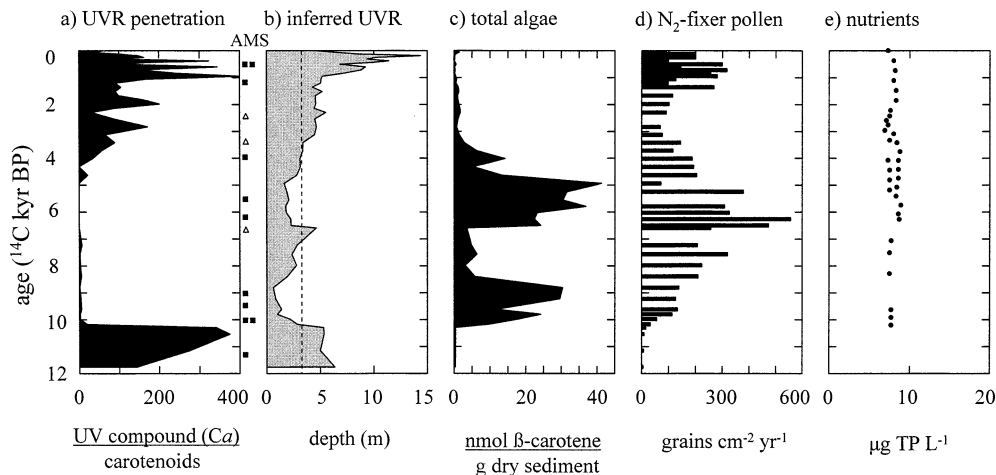 a) UVR penetration b) inferred UVR c) total algae d) N₂-fixer pollen e) nutrients
AMS
0
2
4
6
8
10
12
age (¹⁴C kyr BP)
0 200 400 0 5 10 15 0 20 40 0 300 600 0 10 20
UV compound (Ca)
carotenoids
depth (m)
nmol ß-carotene
g dry sediment
grains cm⁻² yr⁻¹
µg TP L⁻¹